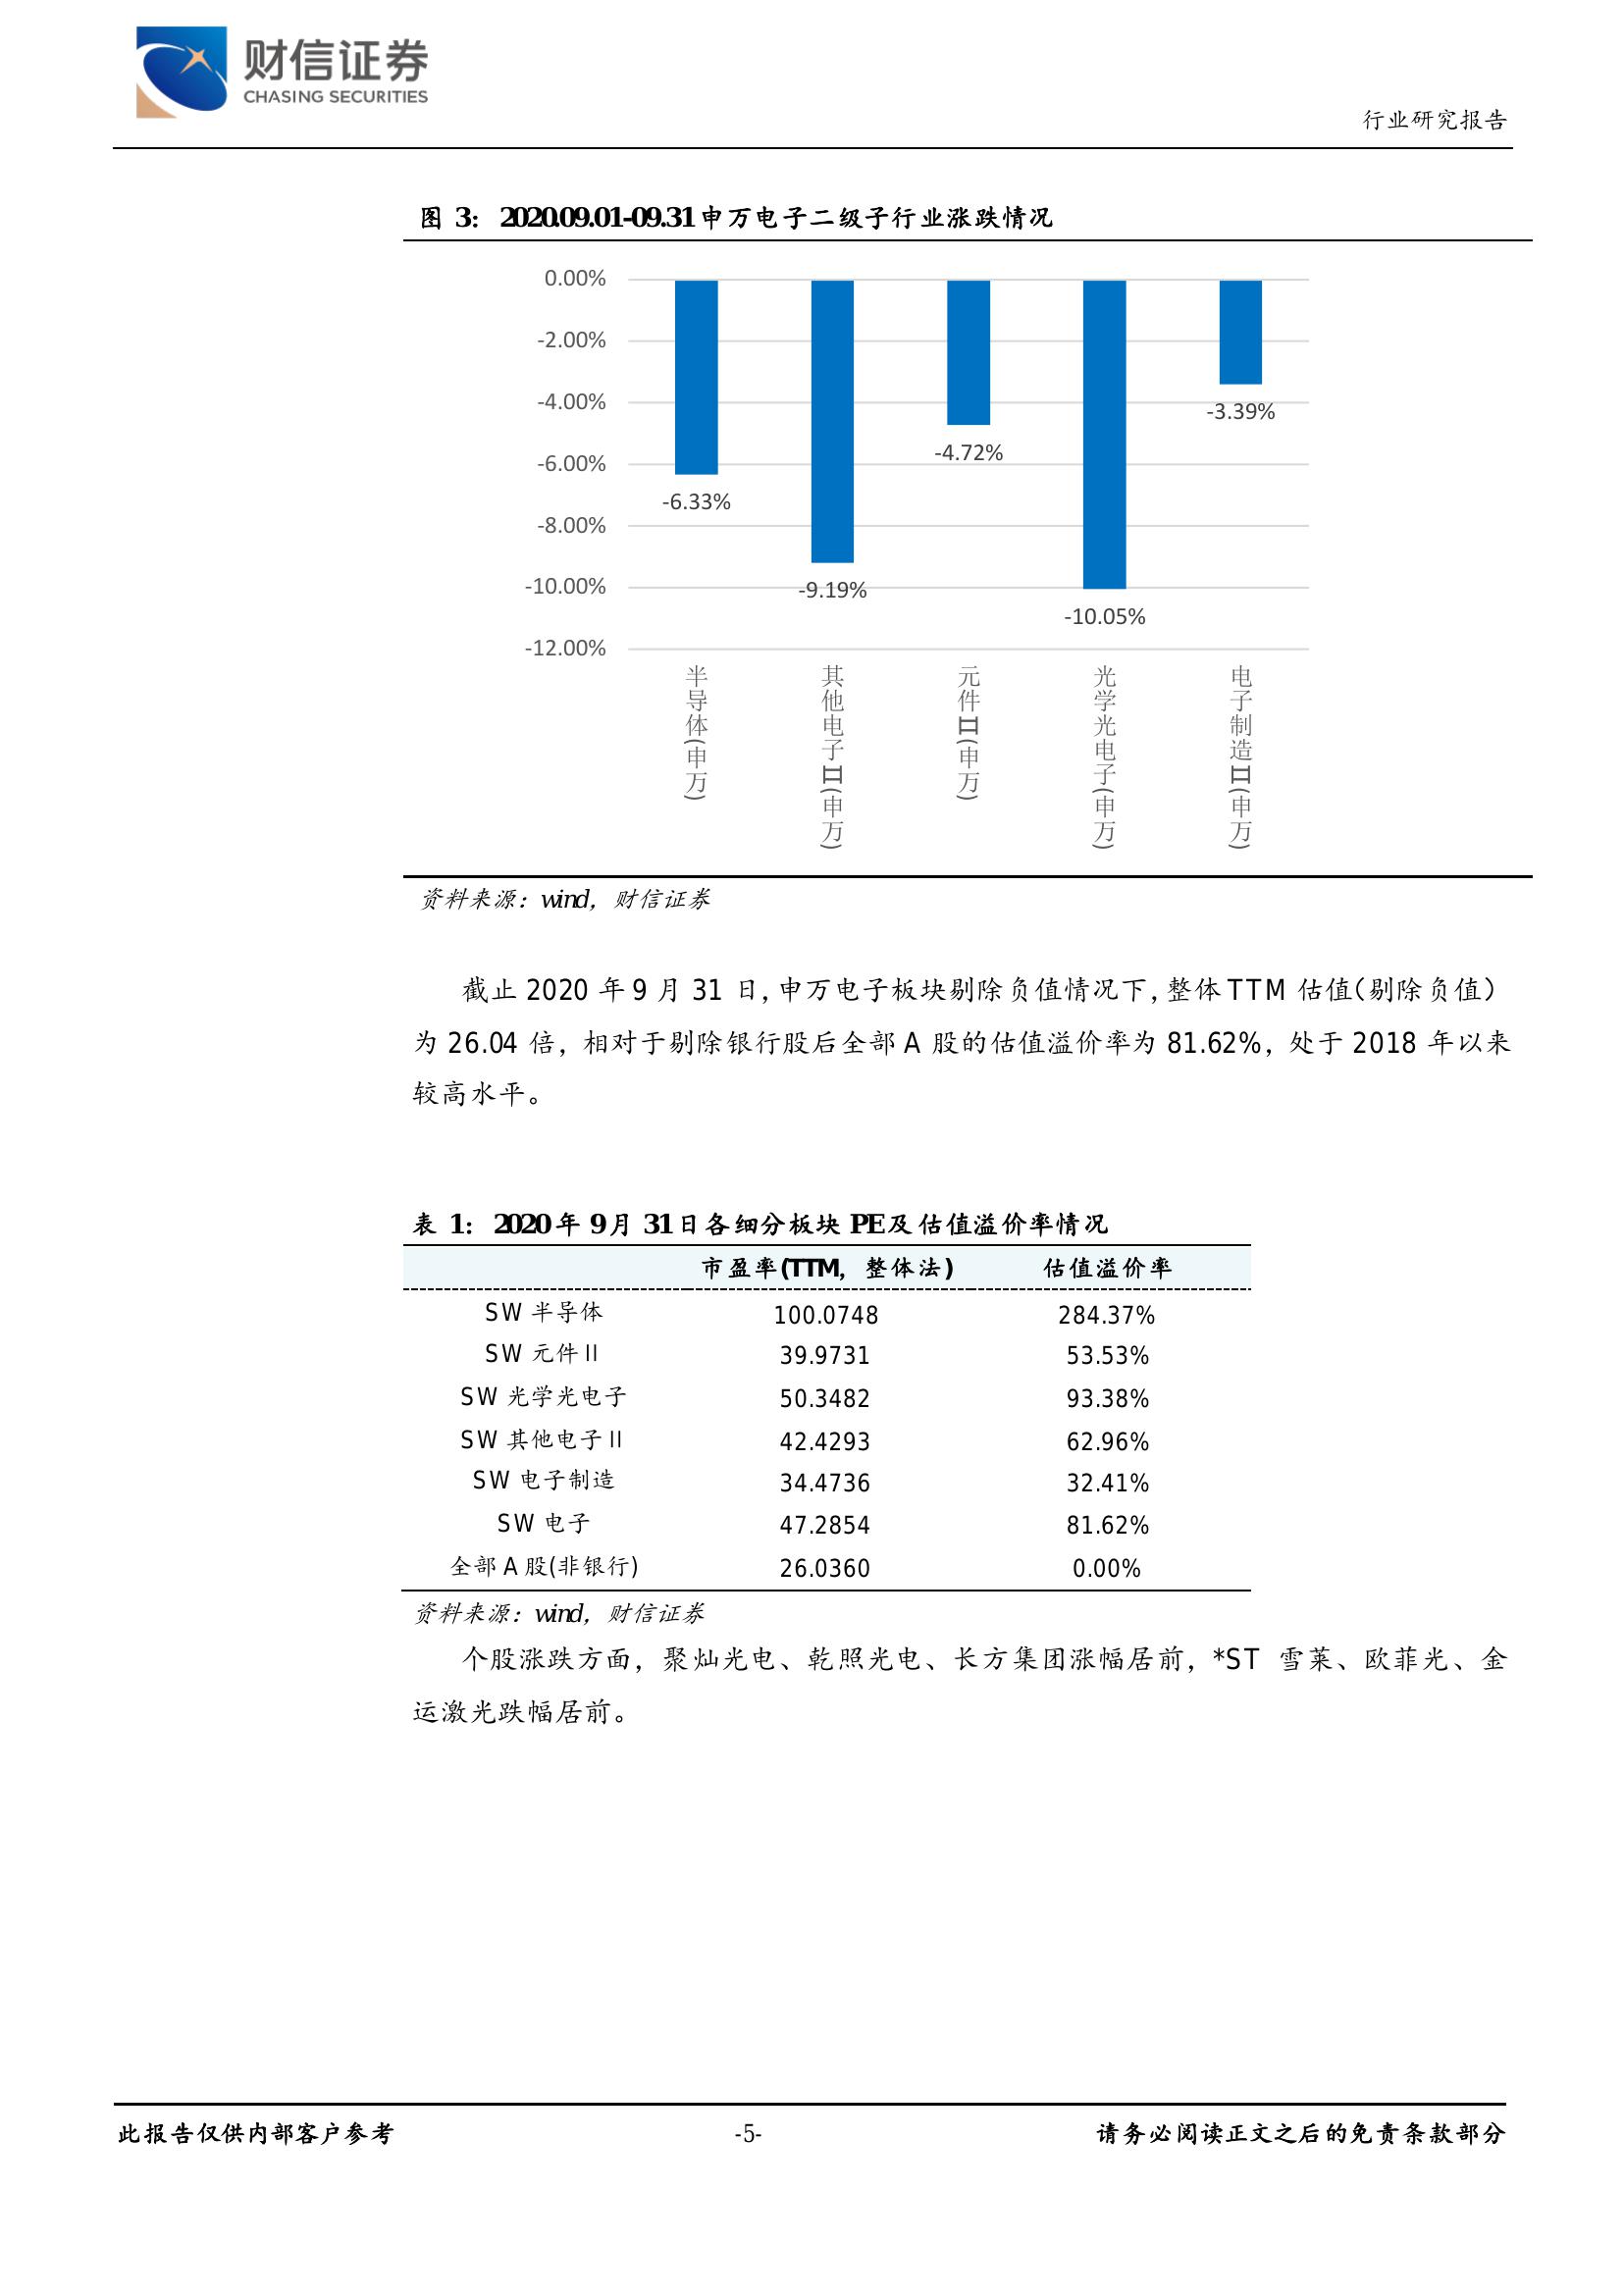 财信证券
CHASING SECURITIES
行业研究报告
图 3：2020.09.01-09.31申万电子二级子行业涨跌情况
0.00%
-2.00%
-4.00%
-6.00%
-8.00%
-10.00%
-12.00%
-6.33%
-9.19%
-4.72%
-10.05%
-3.39%
半导体(申万)
其他电子Ⅱ(申万)
元件Ⅱ(申万)
光学光电子(申万)
电子制造Ⅱ(申万)
资料来源：wind，财信证券
截止 2020 年 9 月 31 日，申万电子板块剔除负值情况下，整体 TTM 估值（剔除负值）
为 26.04 倍，相对于剔除银行股后全部 A 股的估值溢价率为 81.62%，处于 2018 年以来
较高水平。
表 1：2020 年 9 月 31 日各细分板块 PE 及估值溢价率情况
市盈率(TTM，整体法) 估值溢价率
SW 半导体 100.0748 284.37%
SW 元件II 39.9731 53.53%
SW 光学光电子 50.3482 93.38%
SW 其他电子II 42.4293 62.96%
SW 电子制造 34.4736 32.41%
SW 电子 47.2854 81.62%
全部 A 股(非银行) 26.0360 0.00%
资料来源：wind，财信证券
个股涨跌方面，聚灿光电、乾照光电、长方集团涨幅居前，*ST 雪莱、欧菲光、金
运激光跌幅居前。
此报告仅供内部客户参考 -5- 请务必阅读正文之后的免责条款部分